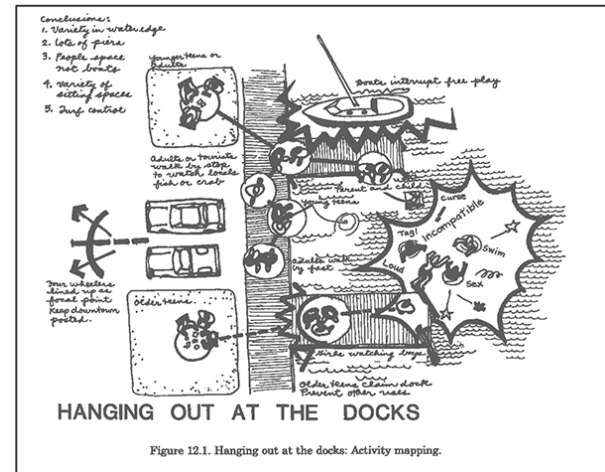 Conclusions:
1. Variety in water edge
2. Lots of piers
3. People space
not boats
4. Variety of
sitting spaces
5. Turf control
Younger teens or
adults
Boats interrupt free play
Adults or tourists
walk by stop
to watch locals
fish or crab
Parent and child
Young teens
Curse
Incompatible
Tag!
Swim
Loud
Sex
Adults walk
by fast
Four wheelers
lined up as
focal point
Keep downtown
posted.
Older teens
Girls watching boys
Older teens claim dock
Prevent other uses
HANGING OUT AT THE DOCKS
Figure 12.1. Hanging out at the docks: Activity mapping.